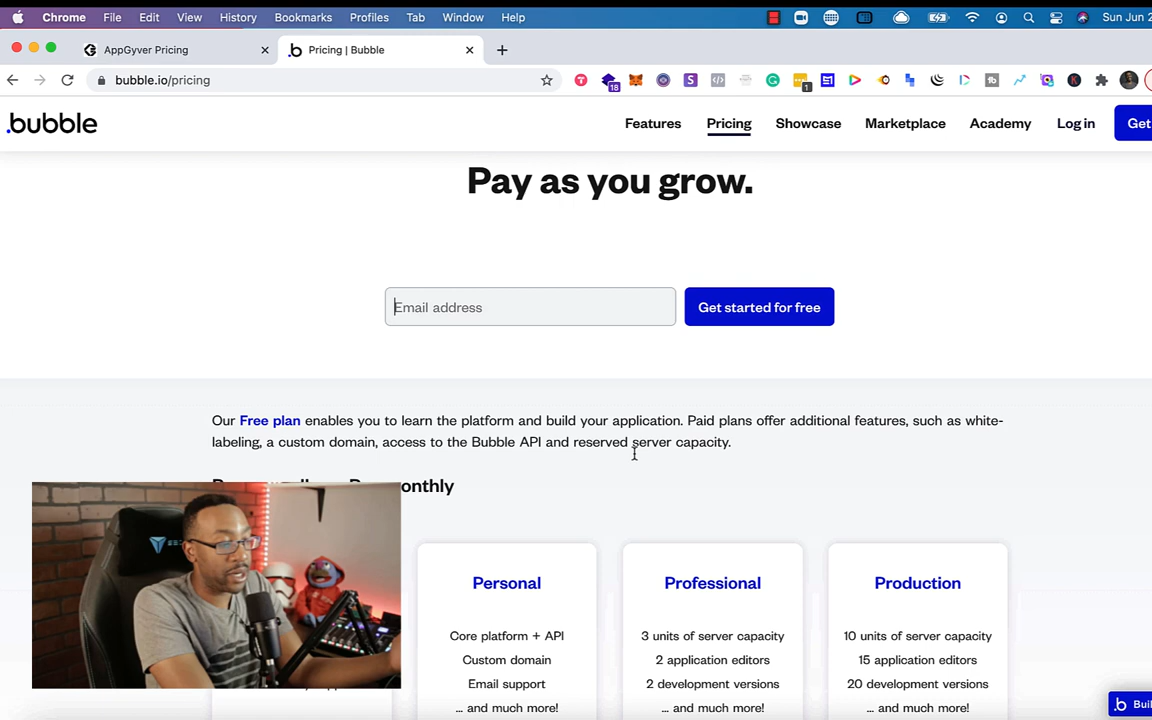 Chrome File Edit View History Bookmarks Profiles Tab Window Help Sun Jun 2
AppGyver Pricing
Pricing | Bubble
bubble.io/pricing
18
1
.bubble
Features Pricing Showcase Marketplace Academy Log in Get
Pay as you grow.
Email address
Get started for free
Our Free plan enables you to learn the platform and build your application. Paid plans offer additional features, such as white-
labeling, a custom domain, access to the Bubble API and reserved server capacity.
onthly
Personal
Core platform + API
Custom domain
Email support
... and much more!
Professional
3 units of server capacity
2 application editors
2 development versions
... and much more!
Production
10 units of server capacity
15 application editors
20 development versions
... and much more!